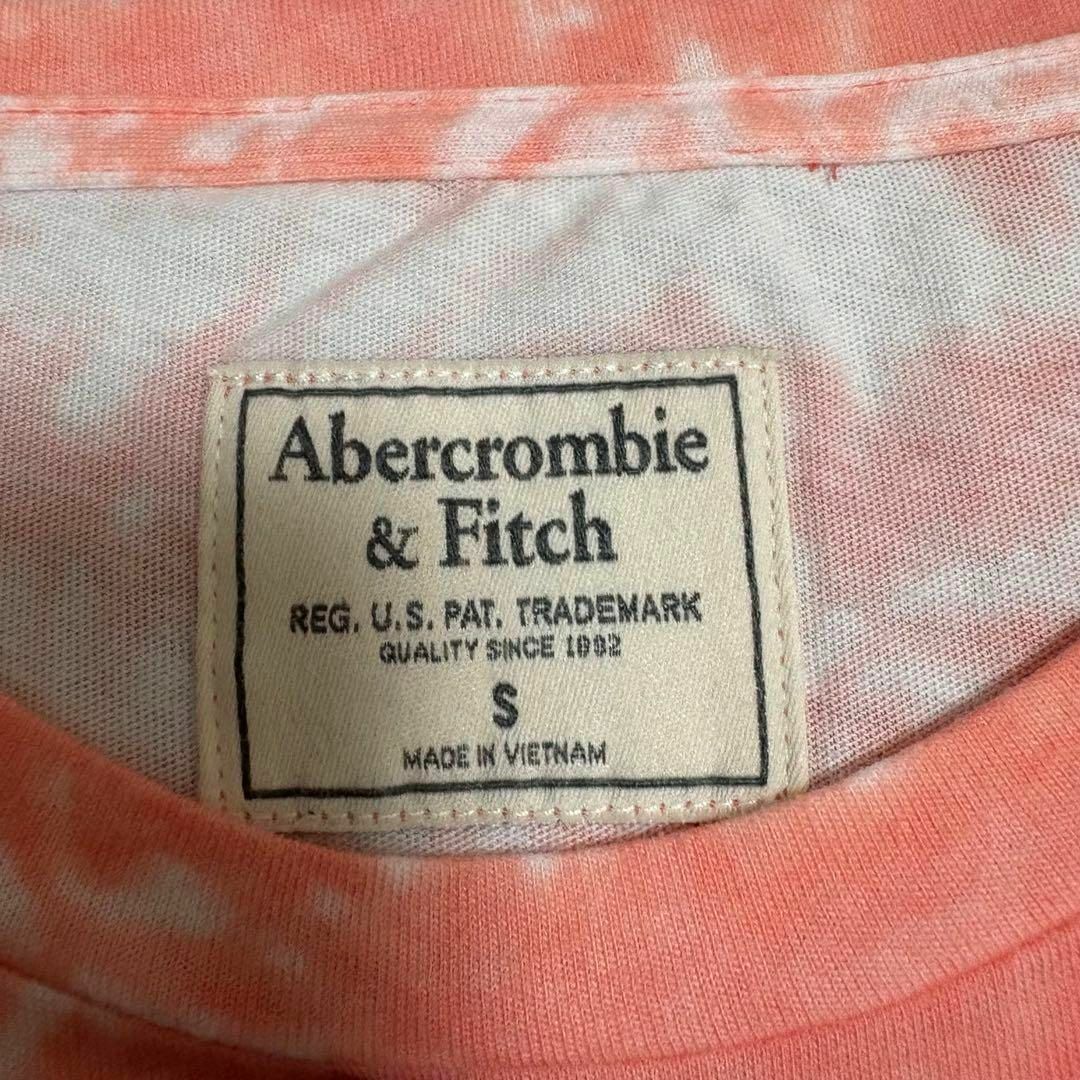 Abercrombie
& Fitch
REG. U.S. PAT. TRADEMARK
QUALITY SINCE 1892
S
MADE IN VIETNAM